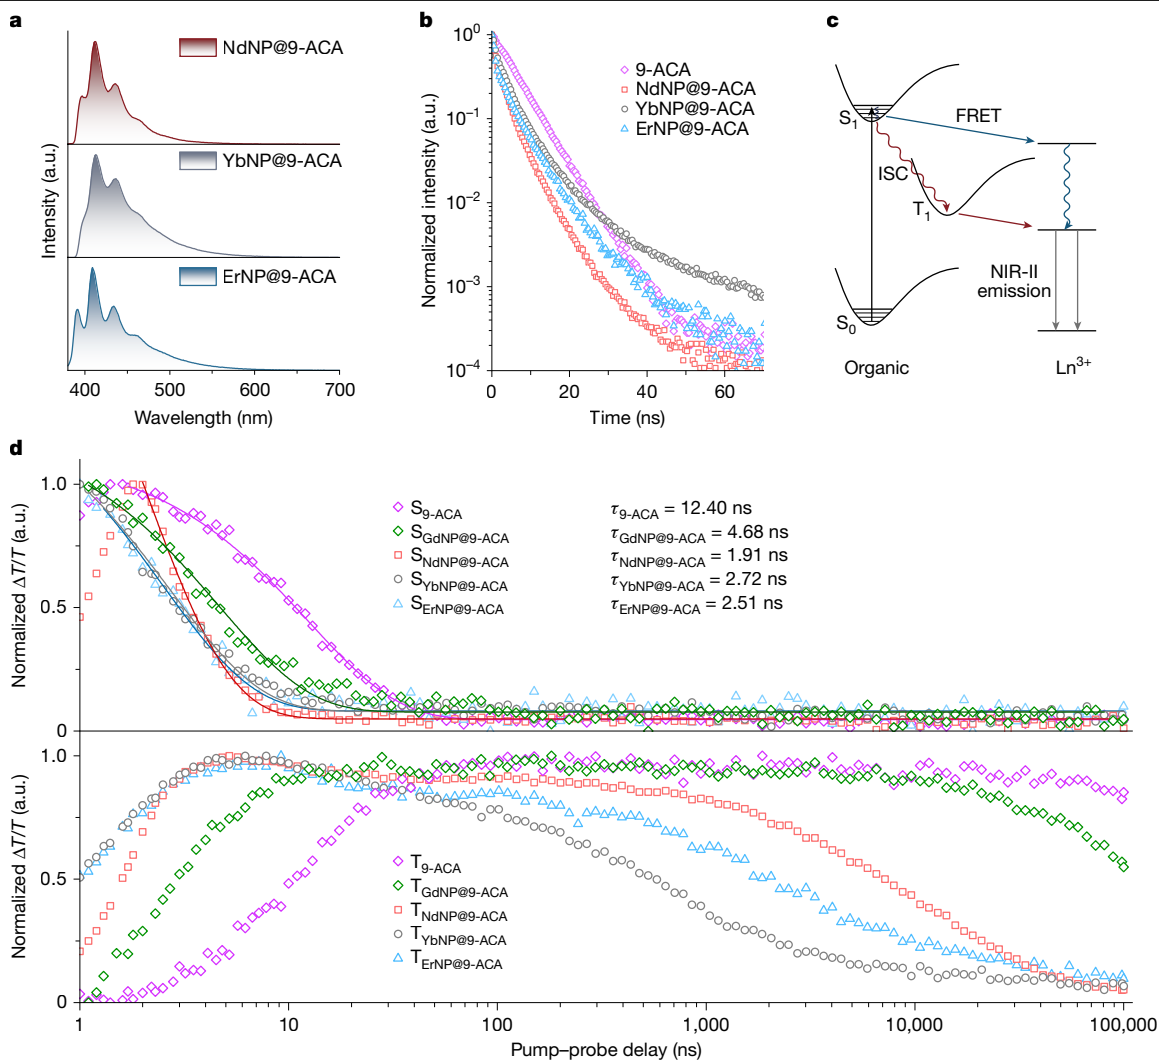 a
NdNP@9-ACA
YbNP@9-ACA
ErNP@9-ACA
Intensity (a.u.)
400 500 600 700
Wavelength (nm)
b
10⁰
10⁻¹
10⁻²
10⁻³
10⁻⁴
Normalized intensity (a.u.)
9-ACA
NdNP@9-ACA
YbNP@9-ACA
ErNP@9-ACA
0 20 40 60
Time (ns)
c
S₁
FRET
ISC
T₁
NIR-II
emission
S₀
Organic
Ln³⁺
d
1.0
0.5
0
Normalized ΔT/T (a.u.)
S9-ACA
SGdNP@9-ACA
SNdNP@9-ACA
SYbNP@9-ACA
SErNP@9-ACA
τ9-ACA = 12.40 ns
τGdNP@9-ACA = 4.68 ns
τNdNP@9-ACA = 1.91 ns
τYbNP@9-ACA = 2.72 ns
τErNP@9-ACA = 2.51 ns
1.0
0.5
0
Normalized ΔT/T (a.u.)
T9-ACA
TGdNP@9-ACA
TNdNP@9-ACA
TYbNP@9-ACA
TErNP@9-ACA
1 10 100 1,000 10,000 100,000
Pump–probe delay (ns)